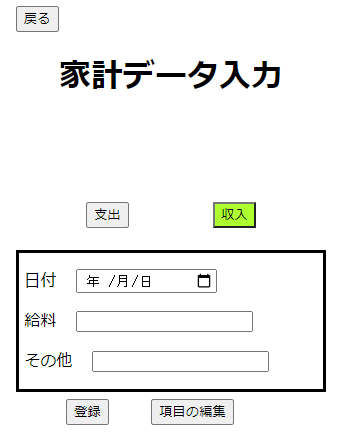 戻る
家計データ入力
支出 収入
日付 年 /月/日
給料
その他
登録 項目の編集